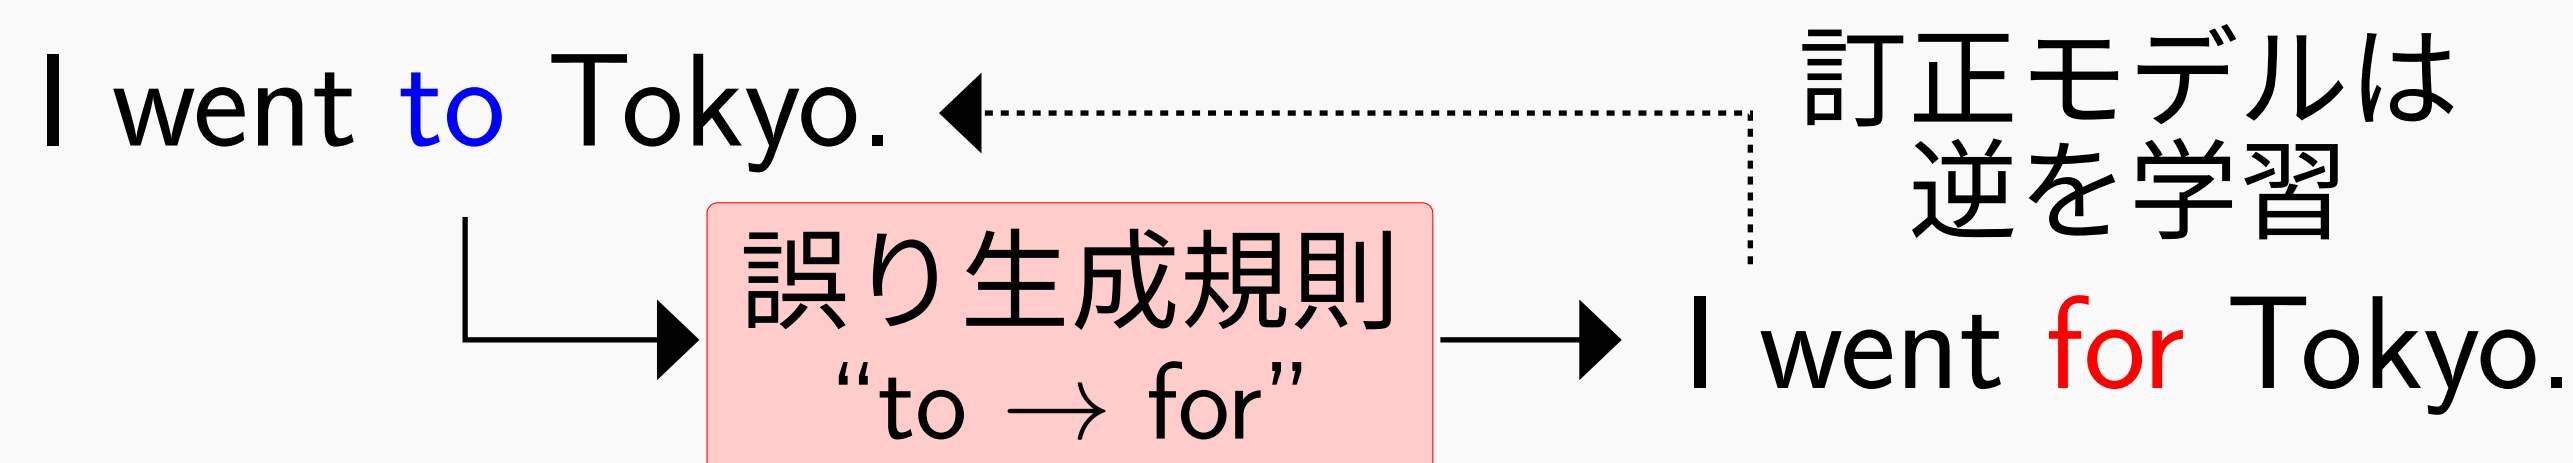 I went to Tokyo.
訂正モデルは
逆を学習
誤り生成規則
“to → for”
I went for Tokyo.